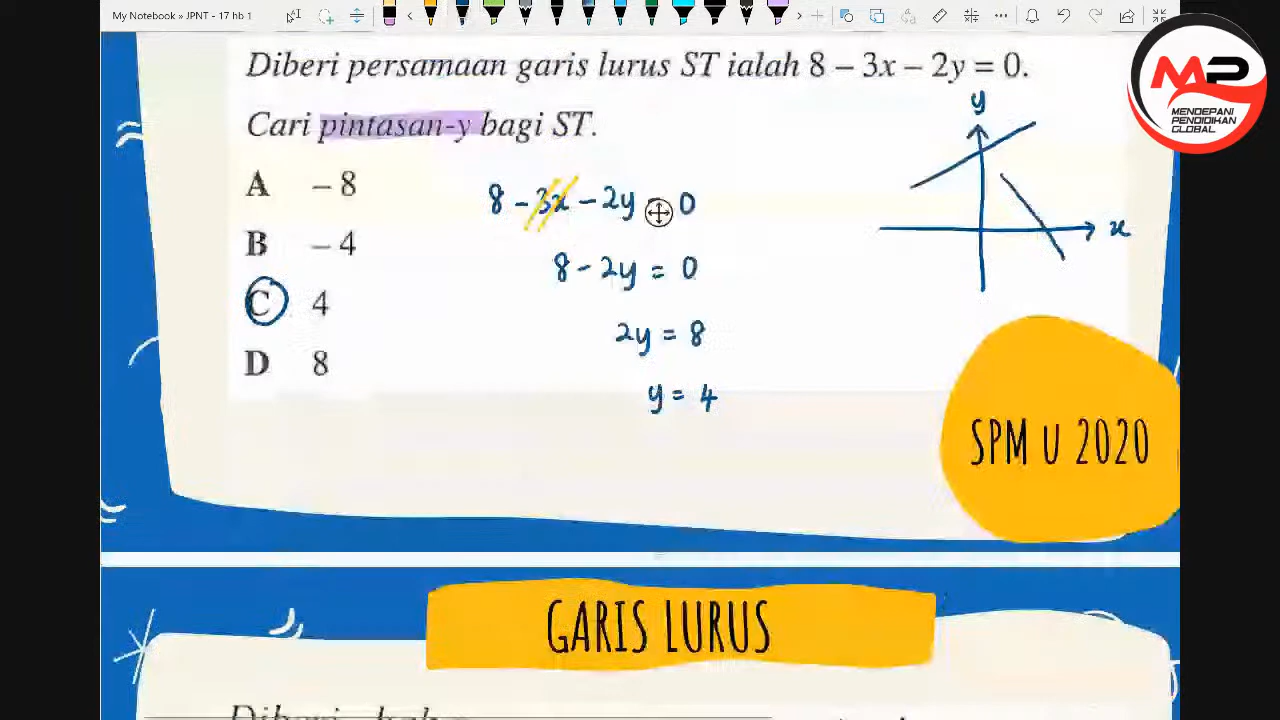 My Notebook » JPNT - 17 hb 1
MP
MENDEPANI
PENDIDIKAN
GLOBAL
Diberi persamaan garis lurus ST ialah 8 – 3x – 2y = 0.
Cari pintasan-y bagi ST.
A – 8
B – 4
C 4
D 8
8 - 3x - 2y = 0
8 - 2y = 0
2y = 8
y = 4
y
x
SPM U 2020
GARIS LURUS
Diberi